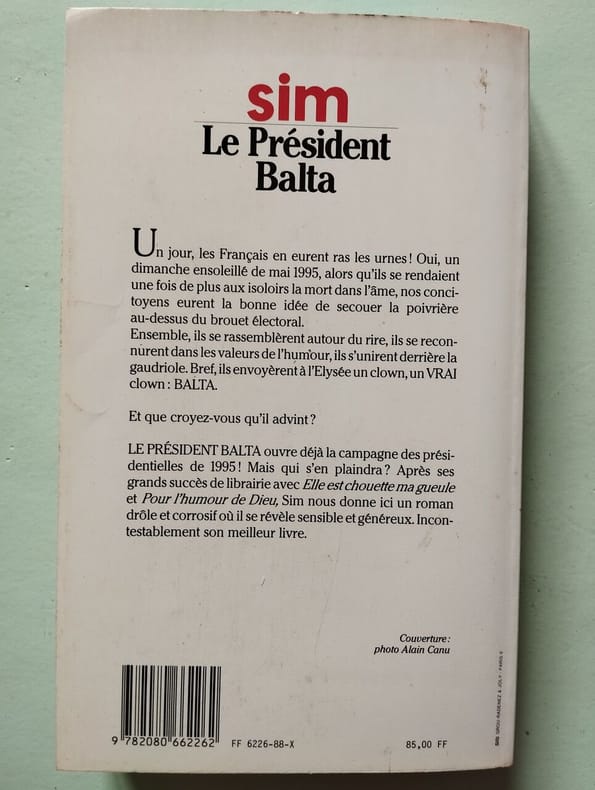 sim
Le Président
Balta
Un jour, les Français en eurent ras les urnes! Oui, un
dimanche ensoleillé de mai 1995, alors qu'ils se rendaient
une fois de plus aux isoloirs la mort dans l'âme, nos conci-
toyens eurent la bonne idée de secouer la poivrière
au-dessus du brouet électoral.
Ensemble, ils se rassemblèrent autour du rire, ils se recon-
nurent dans les valeurs de l'humour, ils s'unirent derrière la
gaudriole. Bref, ils envoyèrent à l'Elysée un clown, un VRAI
clown : BALTA.
Et que croyez-vous qu'il advint?
LE PRÉSIDENT BALTA ouvre déjà la campagne des prési-
dentielles de 1995! Mais qui s'en plaindra? Après ses
grands succès de librairie avec Elle est chouette ma gueule
et Pour l'humour de Dieu, Sim nous donne ici un roman
drôle et corrosif où il se révèle sensible et généreux. Incon-
testablement son meilleur livre.
Couverture:
photo Alain Canu
9 782080 662262
FF 6226-88-X
85,00 FF
GROU-RADENEZ & JOLY - PARIS 6